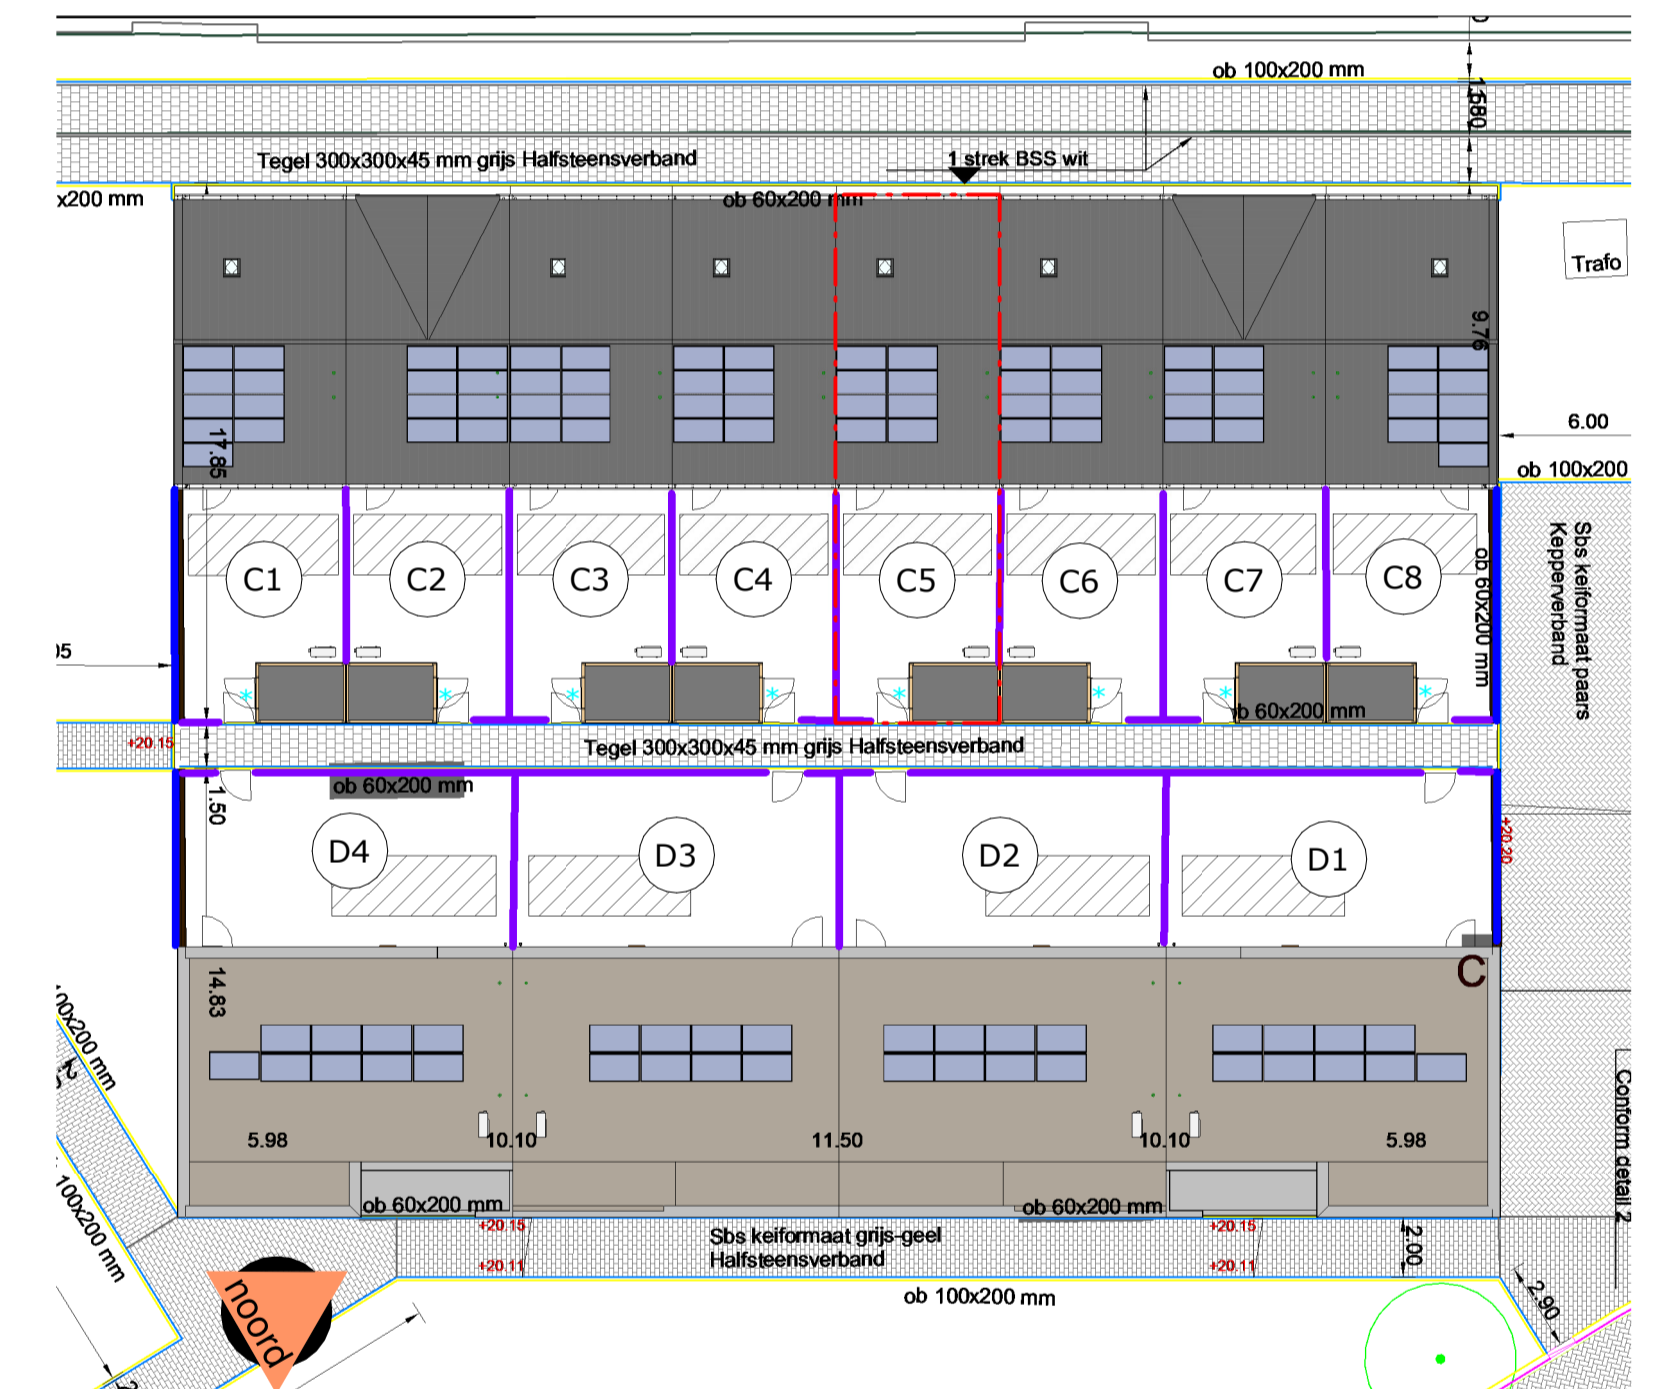 ob 100x200 mm
Tegel 300x300x45 mm grijs Halfsteensverband
1 strek BSS wit
x200 mm
ob 60x200 mm
Trafo
9.76
6.00
17.85
ob 100x200
C1
C2
C3
C4
C5
C6
C7
C8
ob 60x200 mm
Sbs keiformaat paars
Kepperverband
05
b 60x200 mm
+20.15
Tegel 300x300x45 mm grijs Halfsteensverband
ob 60x200 mm
1.50
+20.20
D4
D3
D2
D1
C
14.83
100x200 mm
Conform detail 2
5.98
10.10
11.50
10.10
5.98
ob 60x200 mm
ob 60x200 mm
100x200 mm
+20.15
+20.11
Sbs keiformaat grijs-geel
Halfsteensverband
+20.15
+20.11
2.00
ob 100x200 mm
2.90
noord